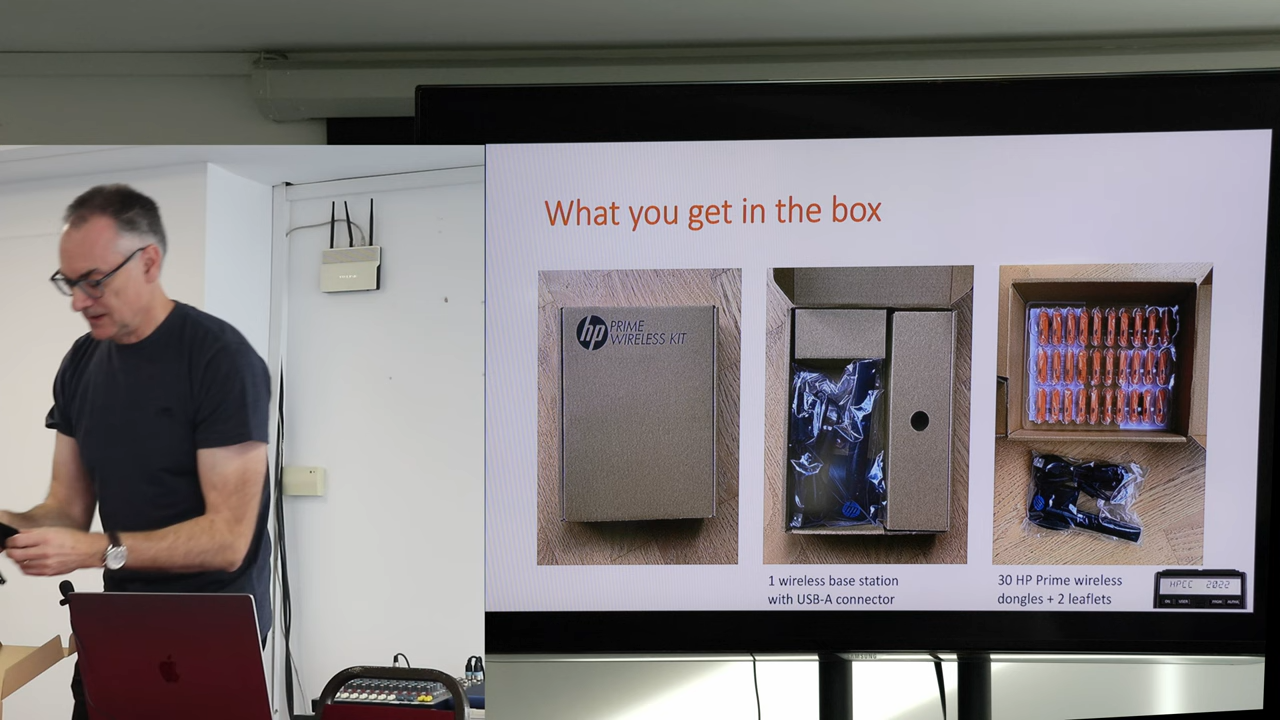 What you get in the box
hp PRIME
WIRELESS KIT
1 wireless base station
with USB-A connector
30 HP Prime wireless
dongles + 2 leaflets
HPCC 2022
SAMSUNG